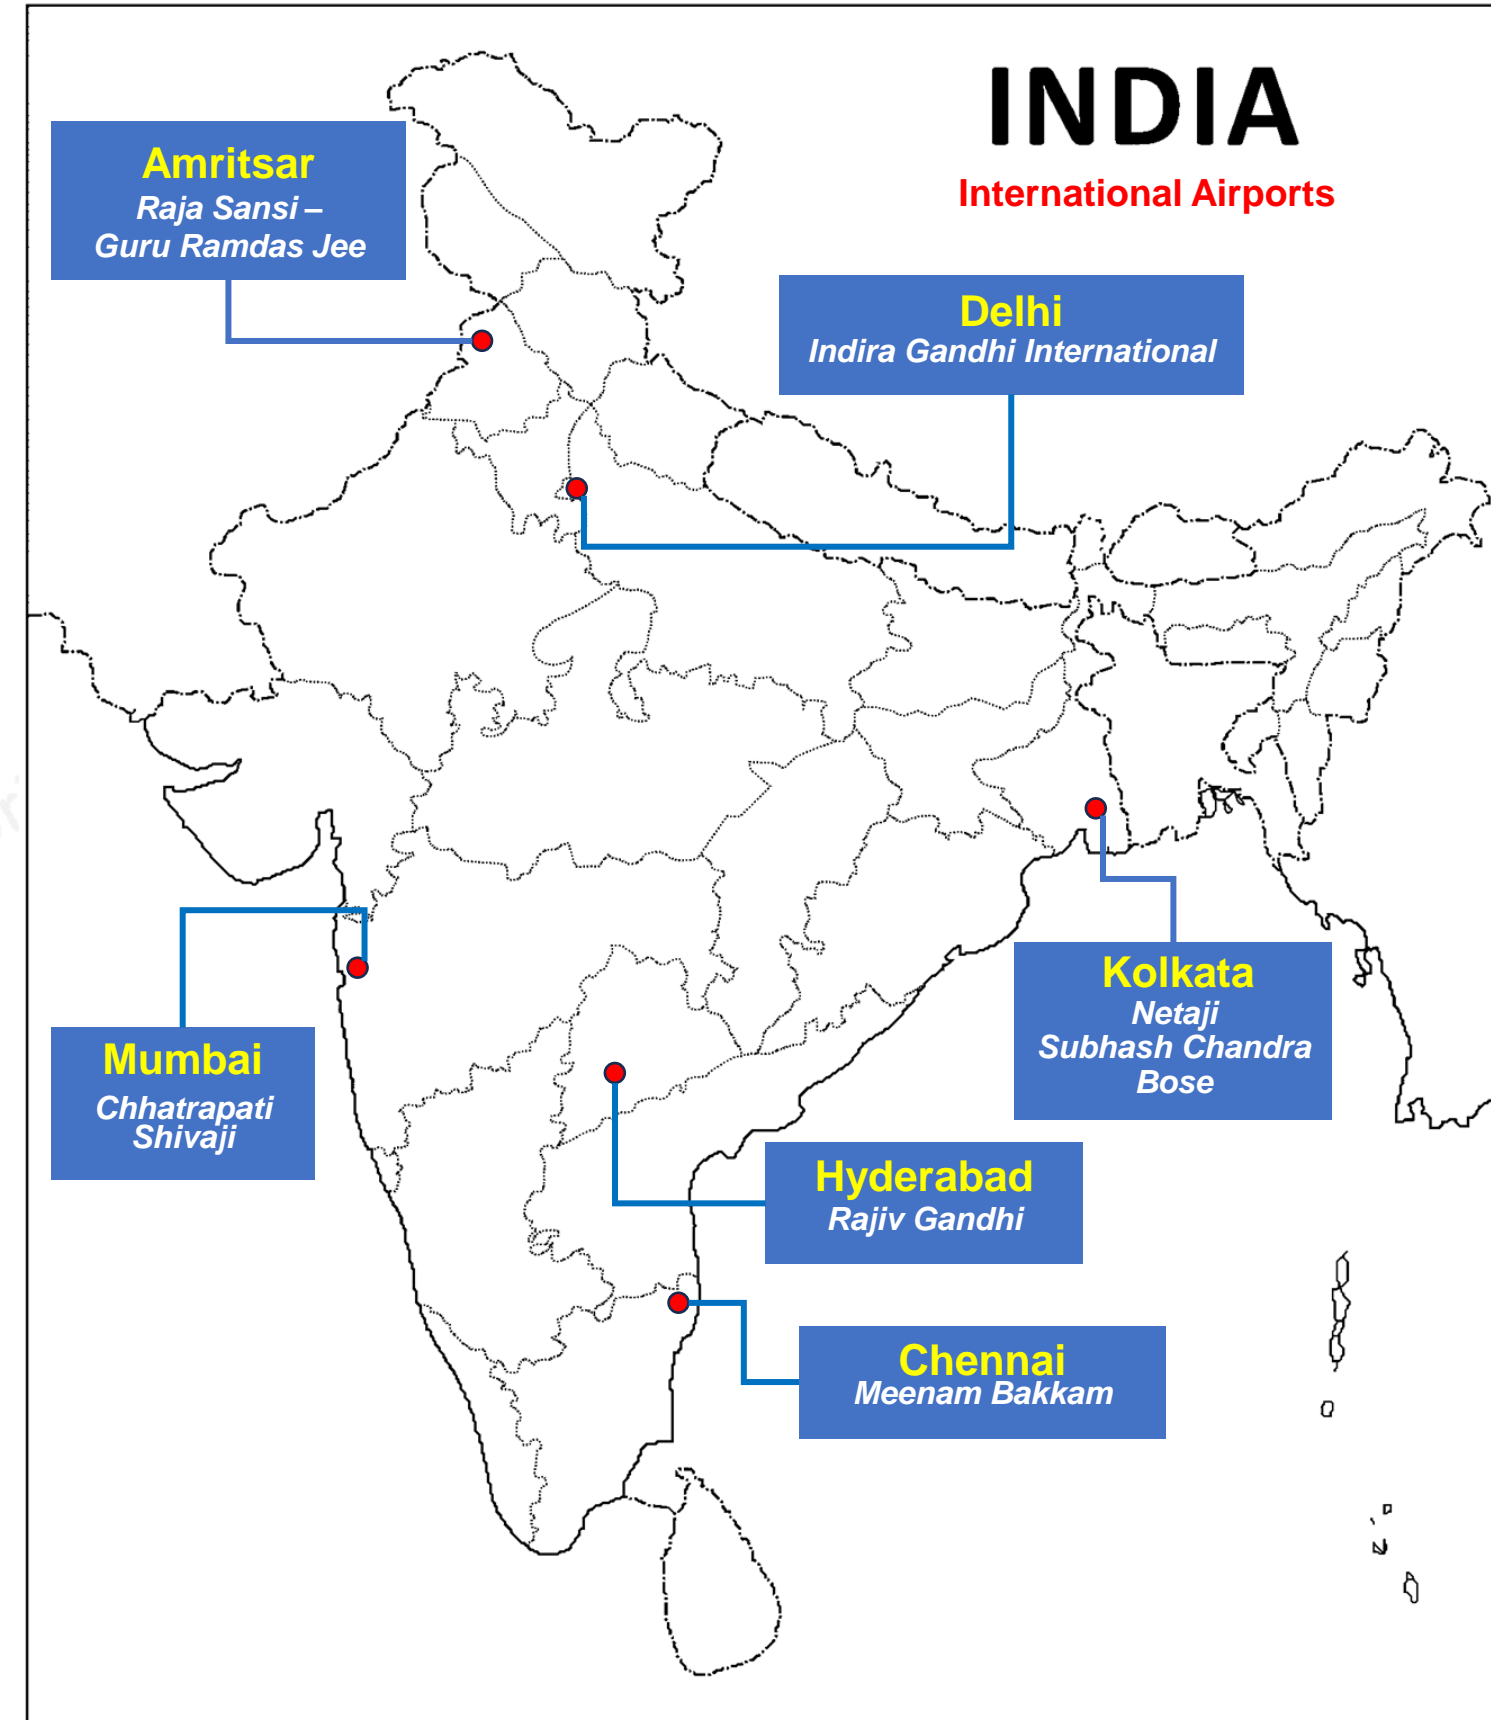 INDIA
International Airports
Amritsar
Raja Sansi –
Guru Ramdas Jee
Delhi
Indira Gandhi International
Kolkata
Netaji
Subhash Chandra
Bose
Mumbai
Chhatrapati
Shivaji
Hyderabad
Rajiv Gandhi
Chennai
Meenam Bakkam